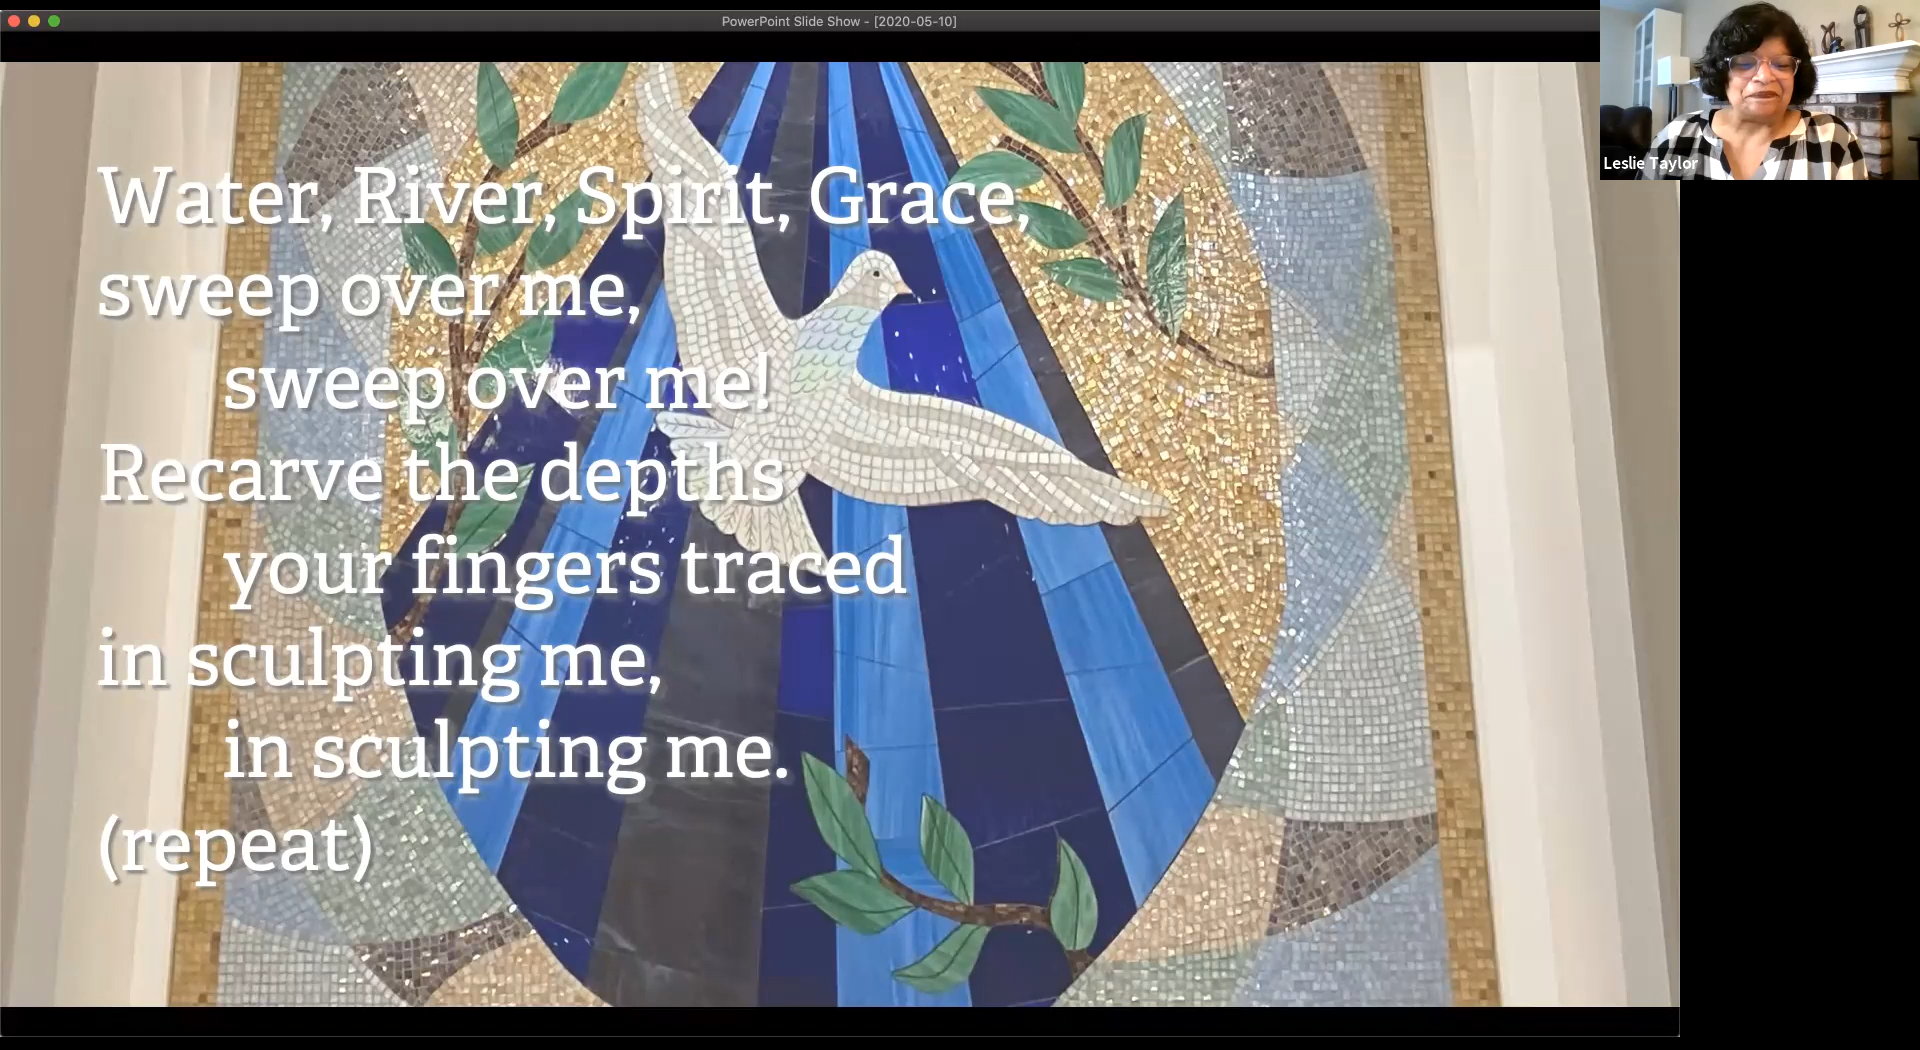 PowerPoint Slide Show - [2020-05-10]
Leslie Taylor
Water, River, Spirit, Grace,
sweep over me,
sweep over me!
Recarve the depths
your fingers traced
in sculpting me,
in sculpting me.
(repeat)